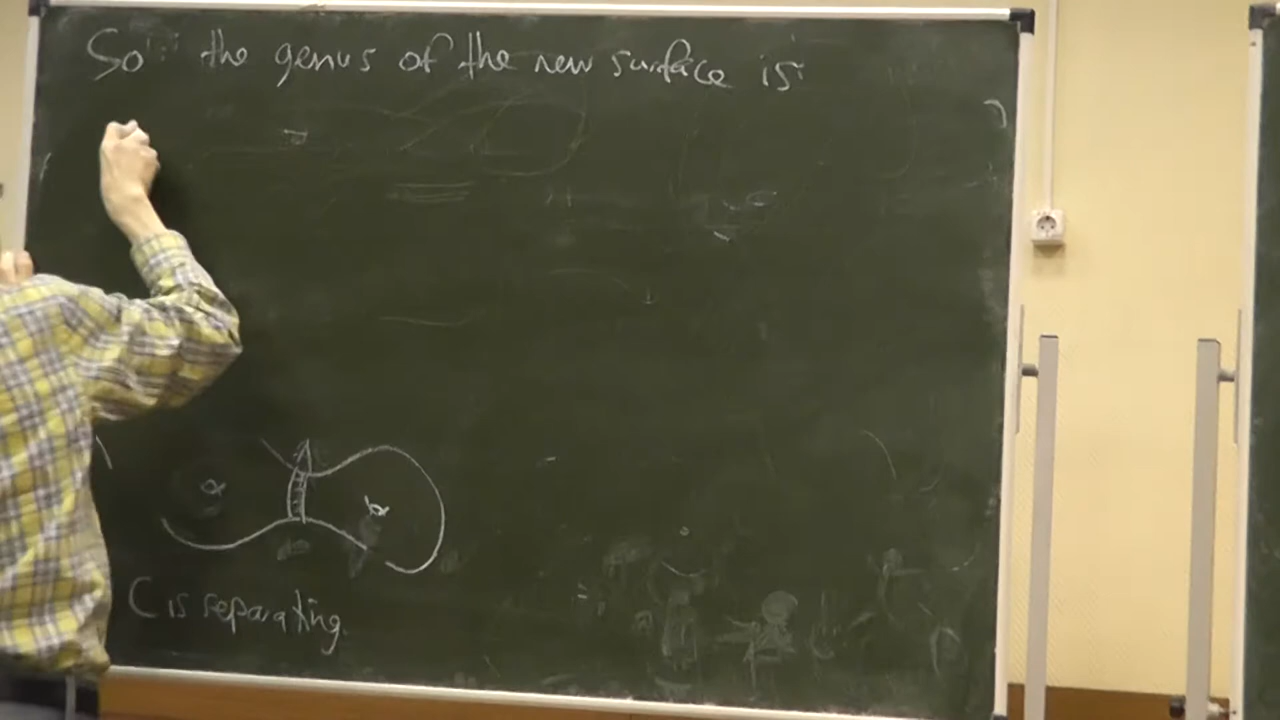 So: the genus of the new surface is:
C is separating.